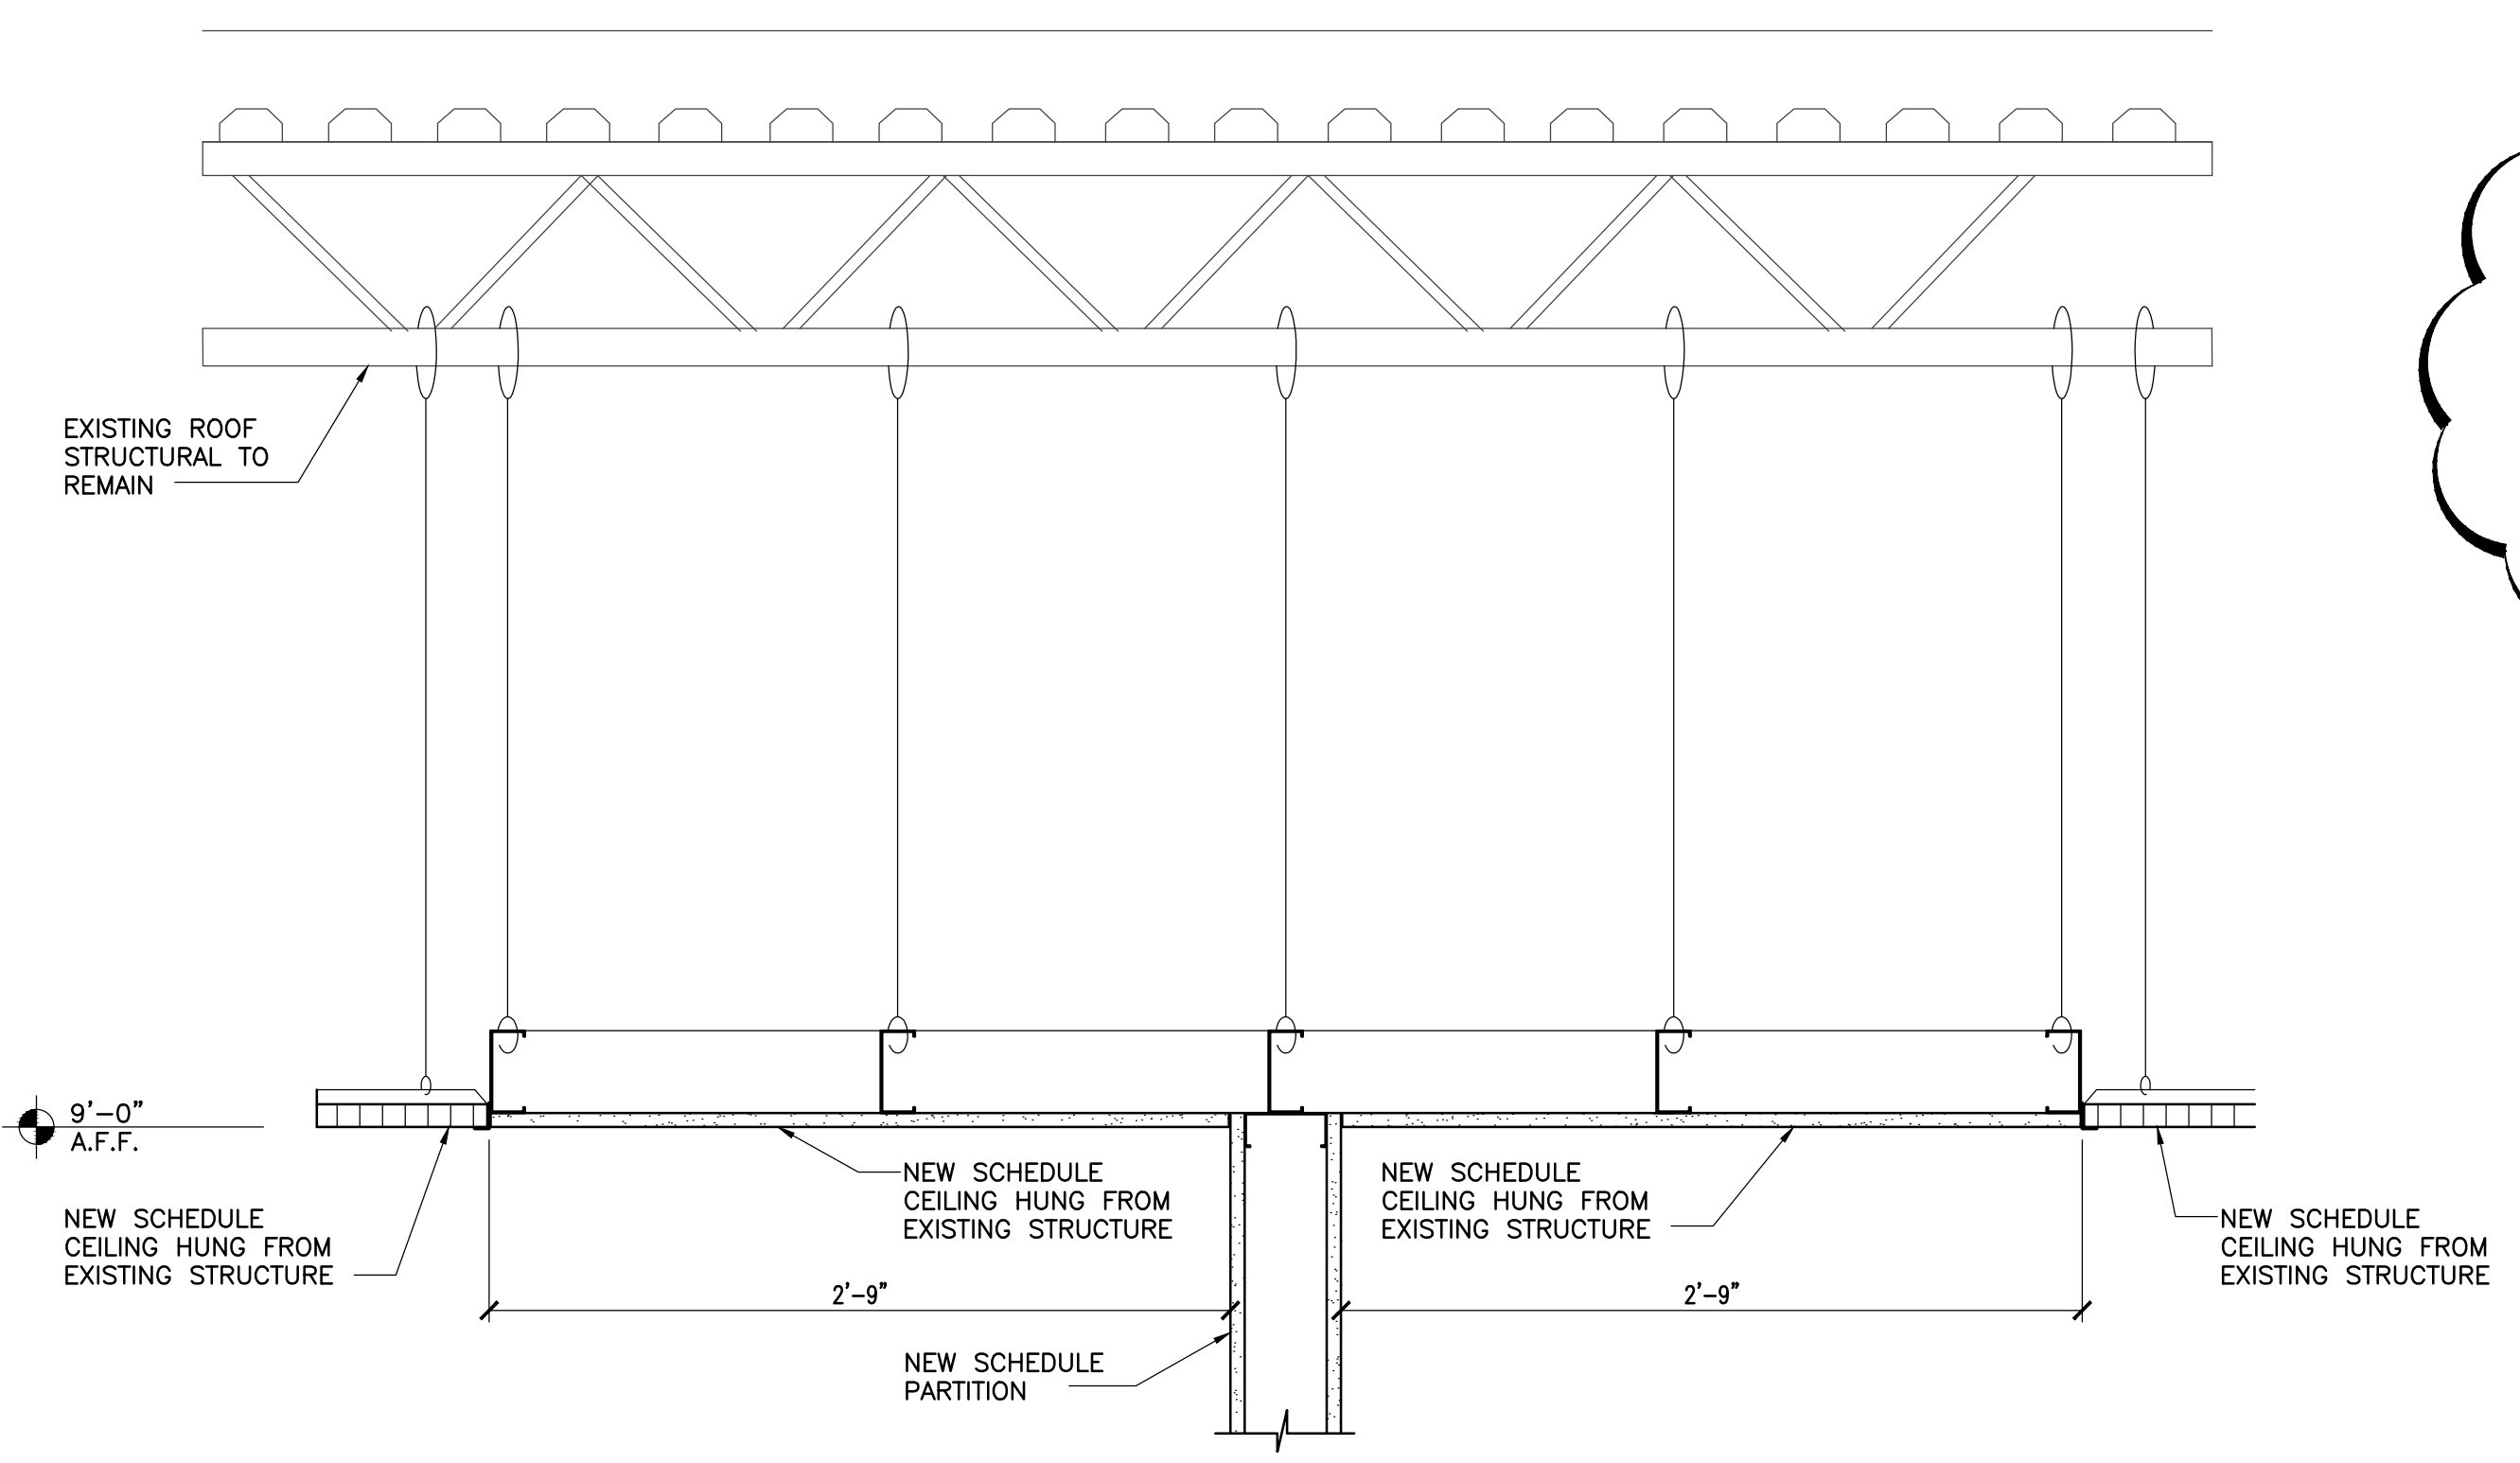 EXISTING ROOF
STRUCTURAL TO
REMAIN
9'-0"
A.F.F.
NEW SCHEDULE
CEILING HUNG FROM
EXISTING STRUCTURE
NEW SCHEDULE
CEILING HUNG FROM
EXISTING STRUCTURE
NEW SCHEDULE
CEILING HUNG FROM
EXISTING STRUCTURE
NEW SCHEDULE
CEILING HUNG FROM
EXISTING STRUCTURE
2'-9"
2'-9"
NEW SCHEDULE
PARTITION